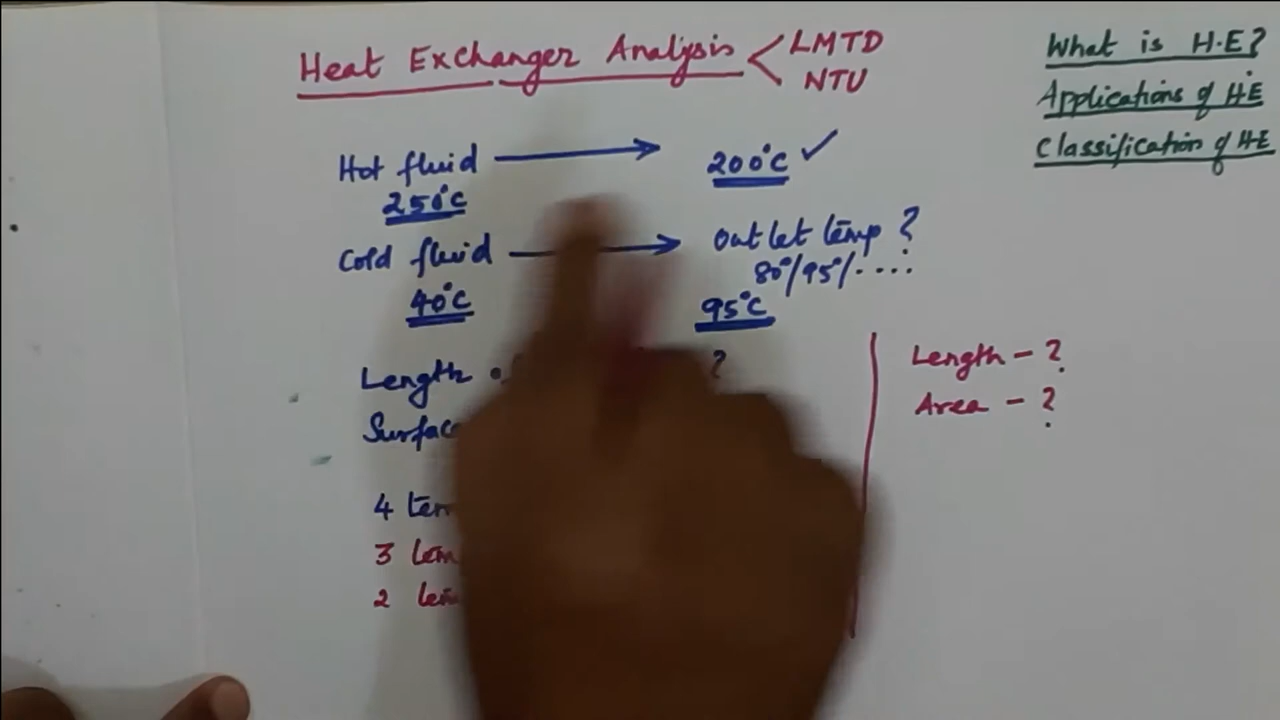 Heat Exchanger Analysis < LMTD
NTU
What is H.E?
Applications of H.E
Classification of H.E
Hot fluid → 200°C ✓
250°C
Cold fluid → Outlet temp ?
80°/95°/....
40°C 95°C
Length ?
4
3
2
Length - ?
Area - ?